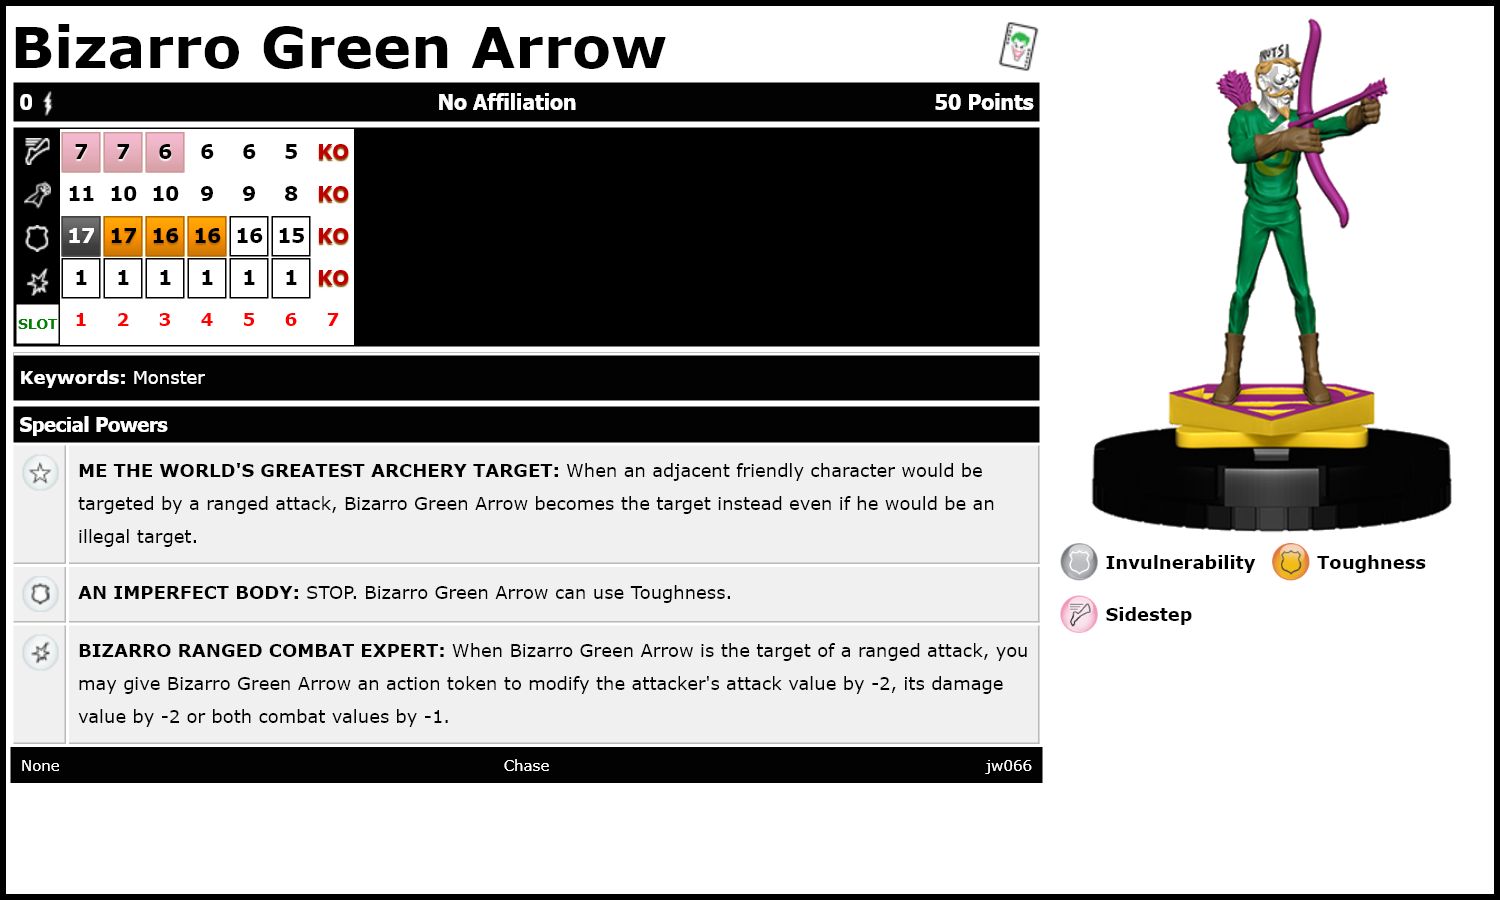 Bizarro Green Arrow
0 No Affiliation 50 Points
7 7 6 6 6 5 KO
11 10 10 9 9 8 KO
17 17 16 16 16 15 KO
1 1 1 1 1 1 KO
SLOT 1 2 3 4 5 6 7
Keywords: Monster
Special Powers
ME THE WORLD'S GREATEST ARCHERY TARGET: When an adjacent friendly character would be
targeted by a ranged attack, Bizarro Green Arrow becomes the target instead even if he would be an
illegal target.
AN IMPERFECT BODY: STOP. Bizarro Green Arrow can use Toughness.
BIZARRO RANGED COMBAT EXPERT: When Bizarro Green Arrow is the target of a ranged attack, you
may give Bizarro Green Arrow an action token to modify the attacker's attack value by -2, its damage
value by -2 or both combat values by -1.
None Chase jw066
NUTS!
Invulnerability Toughness
Sidestep